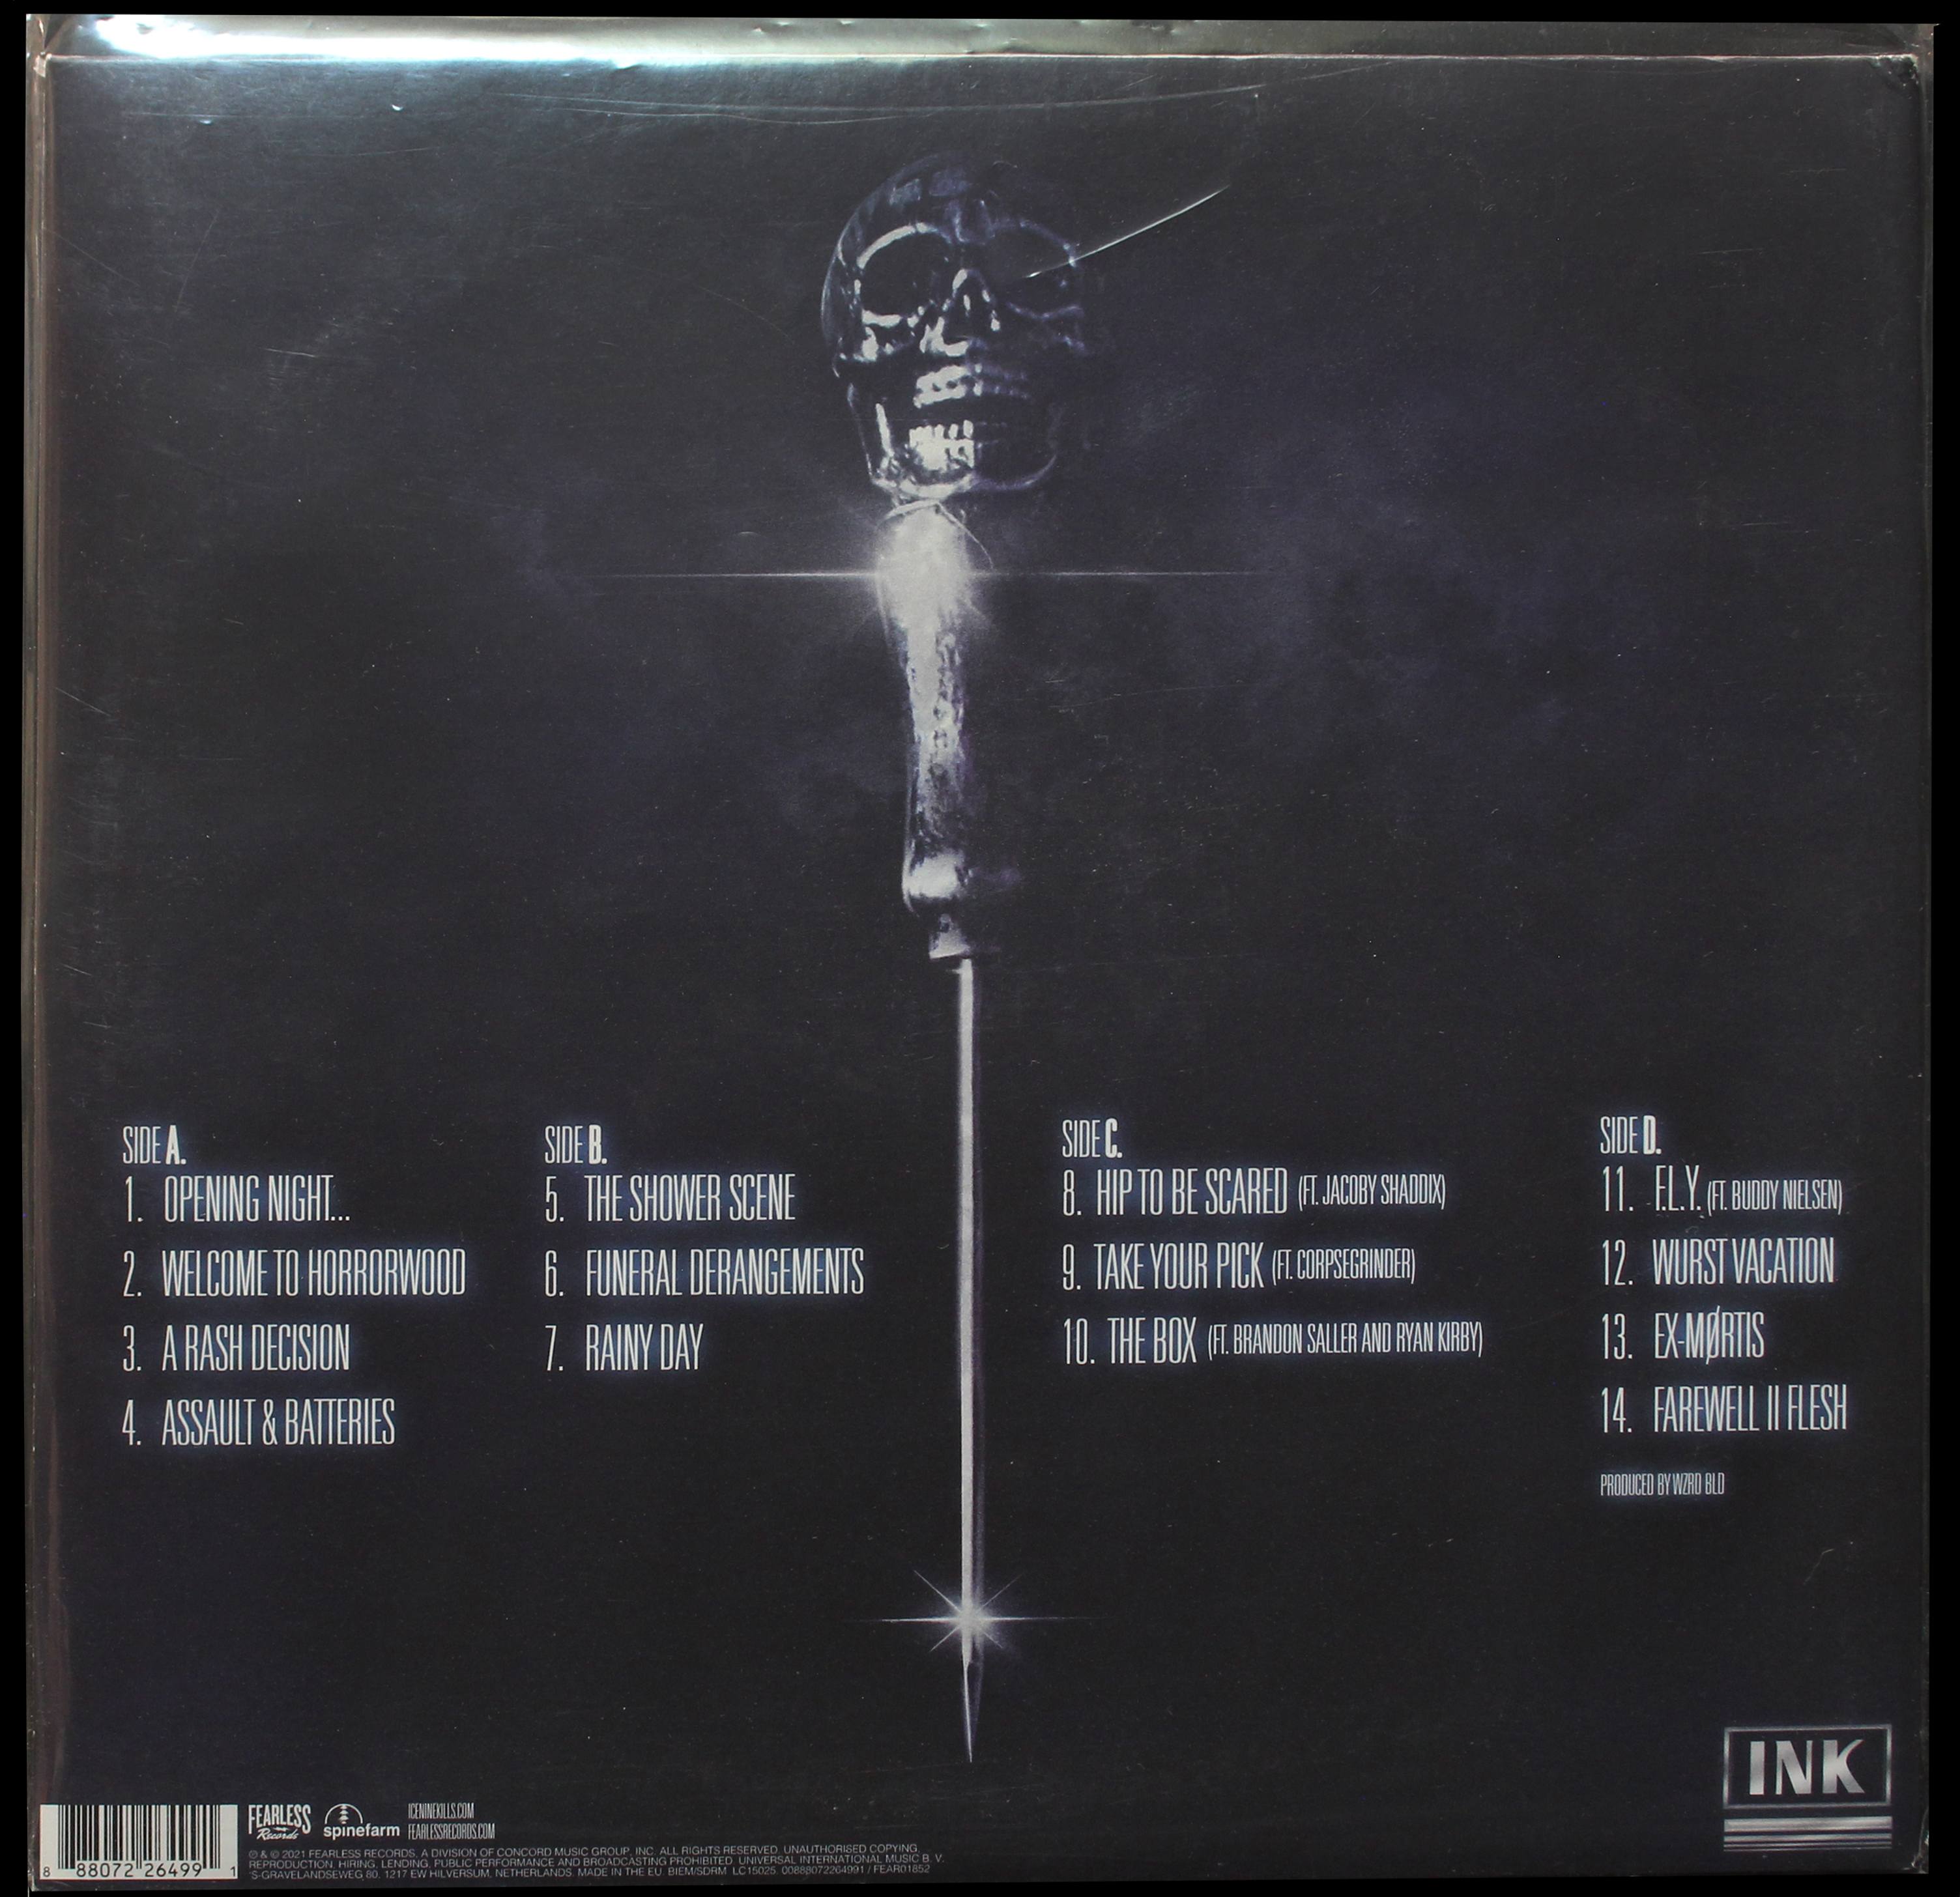 SIDE A.
1. OPENING NIGHT...
2. WELCOME TO HORRORWOOD
3. A RASH DECISION
4. ASSAULT & BATTERIES
SIDE B.
5. THE SHOWER SCENE
6. FUNERAL DERANGEMENTS
7. RAINY DAY
SIDE C.
8. HIP TO BE SCARED (FT. JACOBY SHADDIX)
9. TAKE YOUR PICK (FT. CORPSEGRINDER)
10. THE BOX (FT. BRANDON SALLER AND RYAN KIRBY)
SIDE D.
11. F.L.Y. (FT. BUDDY NIELSEN)
12. WURST VACATION
13. EX-MØRTIS
14. FAREWELL II FLESH
PRODUCED BY WZRD BLD
INK
8 88072 26499 1
FEARLESS
Records
spinefarm
ICENINEKILLS.COM
FEARLESSRECORDS.COM
℗ & © 2021 FEARLESS RECORDS, A DIVISION OF CONCORD MUSIC GROUP, INC. ALL RIGHTS RESERVED. UNAUTHORISED COPYING,
REPRODUCTION, HIRING, LENDING, PUBLIC PERFORMANCE AND BROADCASTING PROHIBITED. UNIVERSAL INTERNATIONAL MUSIC B. V.
'S-GRAVELANDSEWEG 80, 1217 EW HILVERSUM, NETHERLANDS. MADE IN THE EU. BIEM/SDRM. LC15025. 00888072264991 / FEAR01852